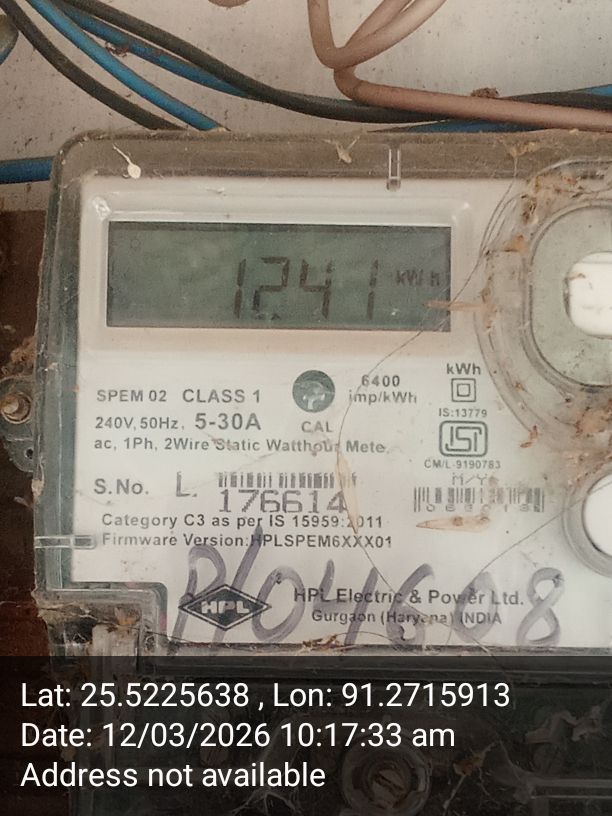 1241 kWh
SPEM 02 CLASS 1
6400
imp/kWh
kWh
240V, 50Hz, 5-30A
CAL
IS:13779
ac, 1Ph, 2Wire Static Watthour Mete
ISI
CM/L-9190783
S.No. L.
176614
M/Yr
Category C3 as per IS 15959:2011
Firmware Version:HPLSPEM6XXX01
HPL
HPL Electric & Power Ltd.
Gurgaon (Haryana) INDIA
Lat: 25.5225638 , Lon: 91.2715913
Date: 12/03/2026 10:17:33 am
Address not available